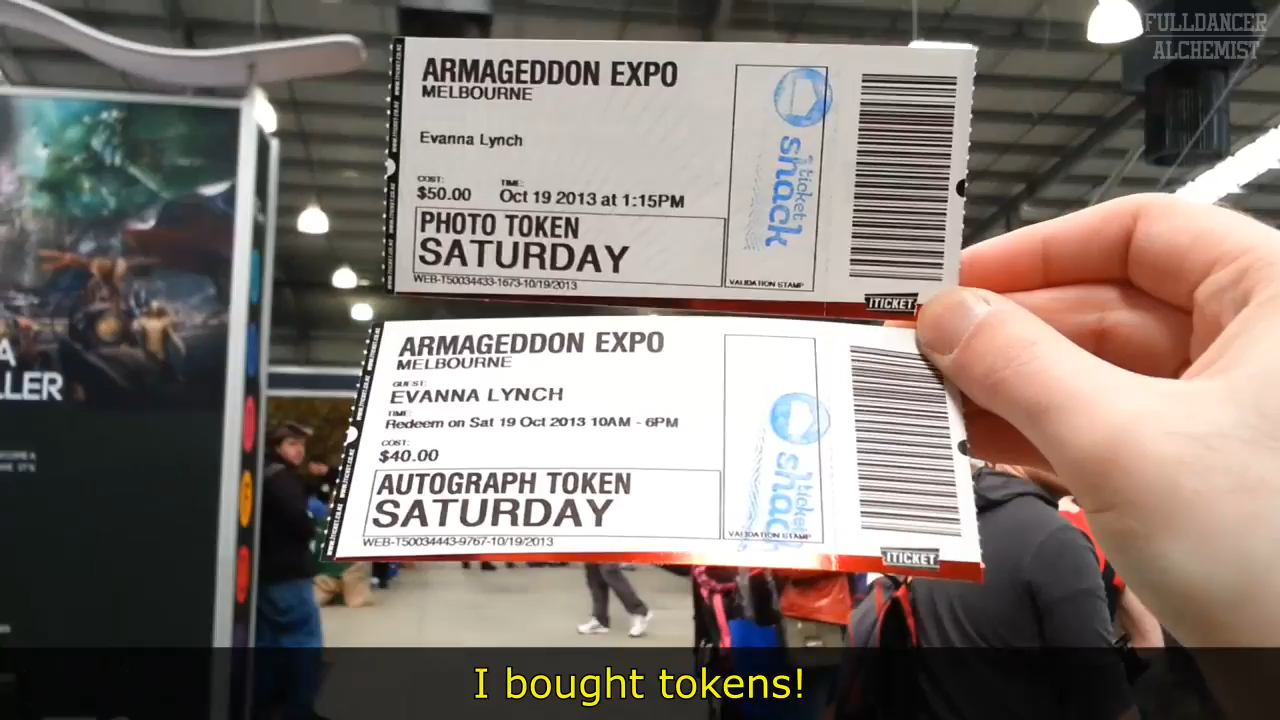 FULLDANCER
ALCHEMIST
ARMAGEDDON EXPO
MELBOURNE
Evanna Lynch
COST:
$50.00
TIME:
Oct 19 2013 at 1:15PM
PHOTO TOKEN
SATURDAY
WEB-T50034433-1673-10/19/2013
ticket
shack
VALIDATION STAMP
ITICKET
ARMAGEDDON EXPO
MELBOURNE
GUEST:
EVANNA LYNCH
TIME:
Redeem on Sat 19 Oct 2013 10AM - 6PM
COST:
$40.00
AUTOGRAPH TOKEN
SATURDAY
WEB-T50034443-9767-10/19/2013
ticket
shack
VALIDATION STAMP
ITICKET
LLER
I bought tokens!